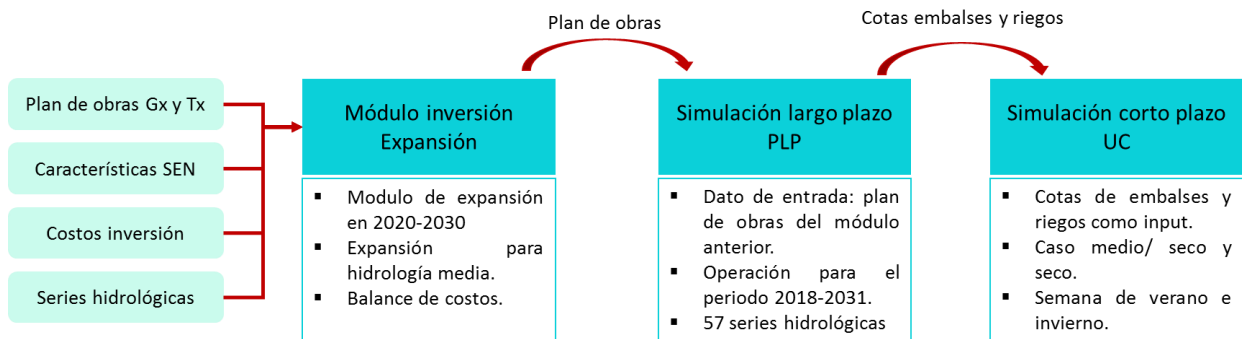 Plan de obras
Cotas embalses y riegos
Plan de obras Gx y Tx
Características SEN
Costos inversión
Series hidrológicas
Módulo inversión
Expansión
▪ Modulo de expansión
en 2020-2030
▪ Expansión para
hidrología media.
▪ Balance de costos.
Simulación largo plazo
PLP
▪ Dato de entrada: plan
de obras del módulo
anterior.
▪ Operación para el
periodo 2018-2031.
▪ 57 series hidrológicas
Simulación corto plazo
UC
▪ Cotas de embalses y
riegos como input.
▪ Caso medio/ seco y
seco.
▪ Semana de verano e
invierno.